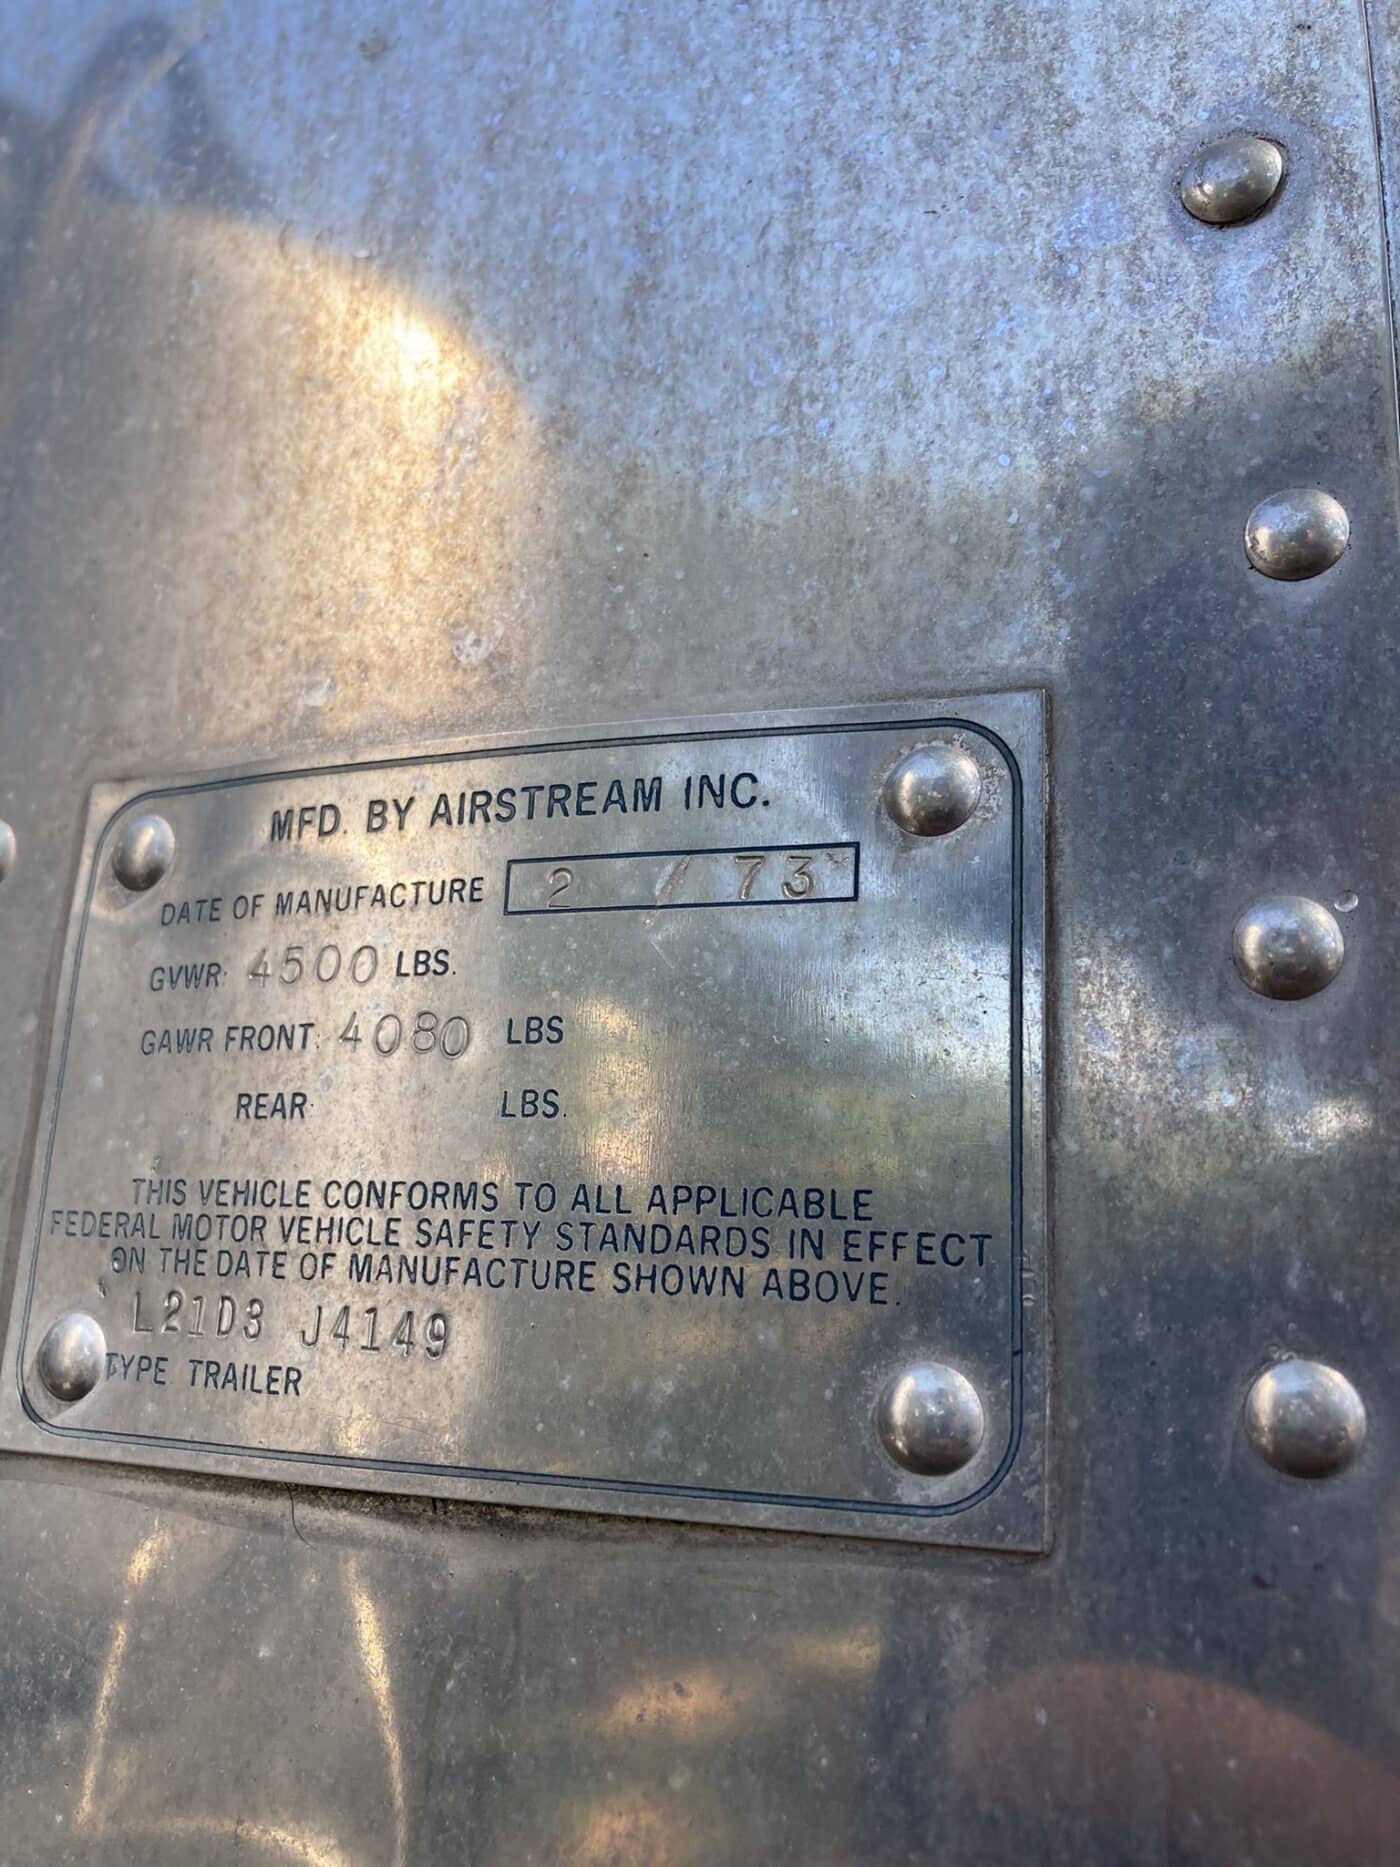 MFD. BY AIRSTREAM INC.
DATE OF MANUFACTURE 2 / 73
GVWR: 4500 LBS.
GAWR FRONT: 4080 LBS
REAR: LBS.
THIS VEHICLE CONFORMS TO ALL APPLICABLE
FEDERAL MOTOR VEHICLE SAFETY STANDARDS IN EFFECT
ON THE DATE OF MANUFACTURE SHOWN ABOVE.
L21D3 J4149
TYPE TRAILER